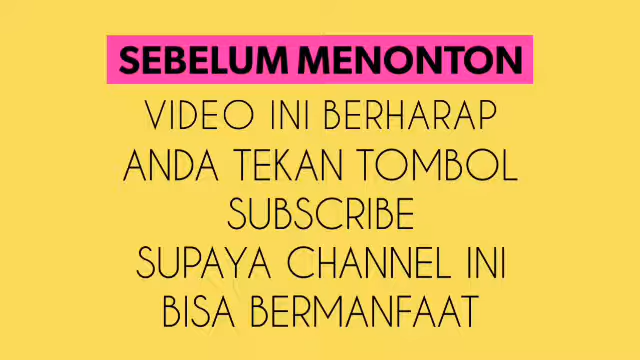 SEBELUM MENONTON
VIDEO INI BERHARAP
ANDA TEKAN TOMBOL
SUBSCRIBE
SUPAYA CHANNEL INI
BISA BERMANFAAT